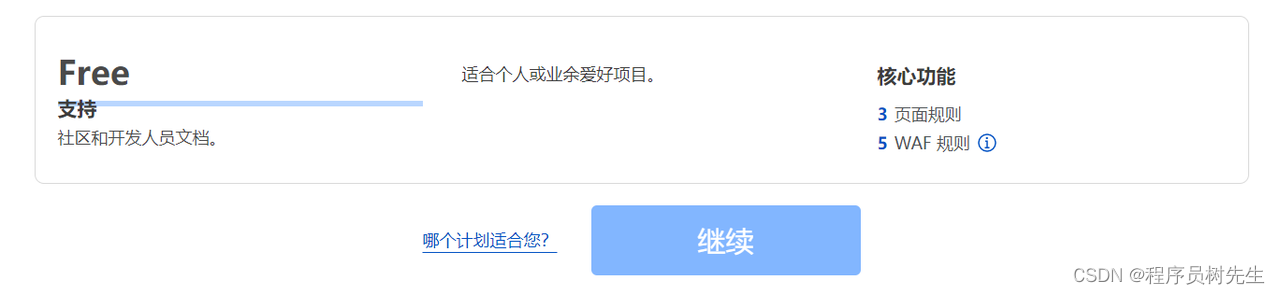 Free
支持
社区和开发人员文档。
适合个人或业余爱好项目。
核心功能
3 页面规则
5 WAF 规则
哪个计划适合您?
继续
CSDN @程序员树先生